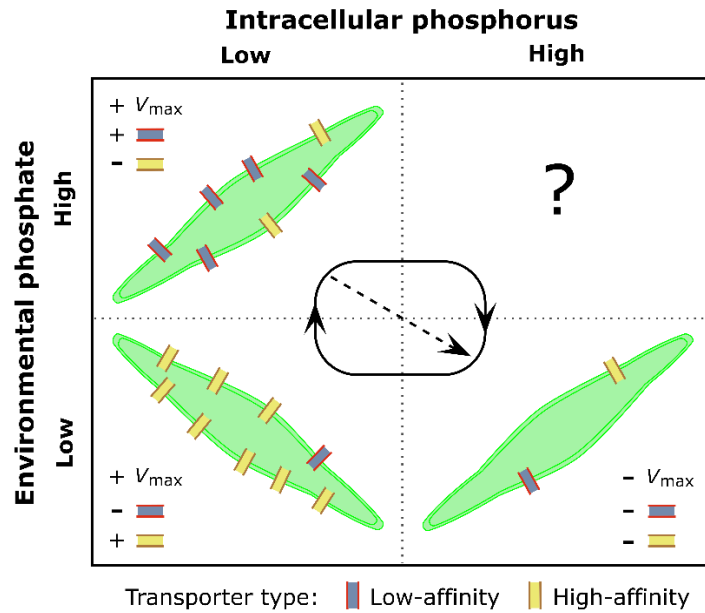 Intracellular phosphorus
Low
High
Environmental phosphate
High
Low
+ Vmax
+
–
?
+ Vmax
–
+
– Vmax
–
–
Transporter type: Low-affinity High-affinity